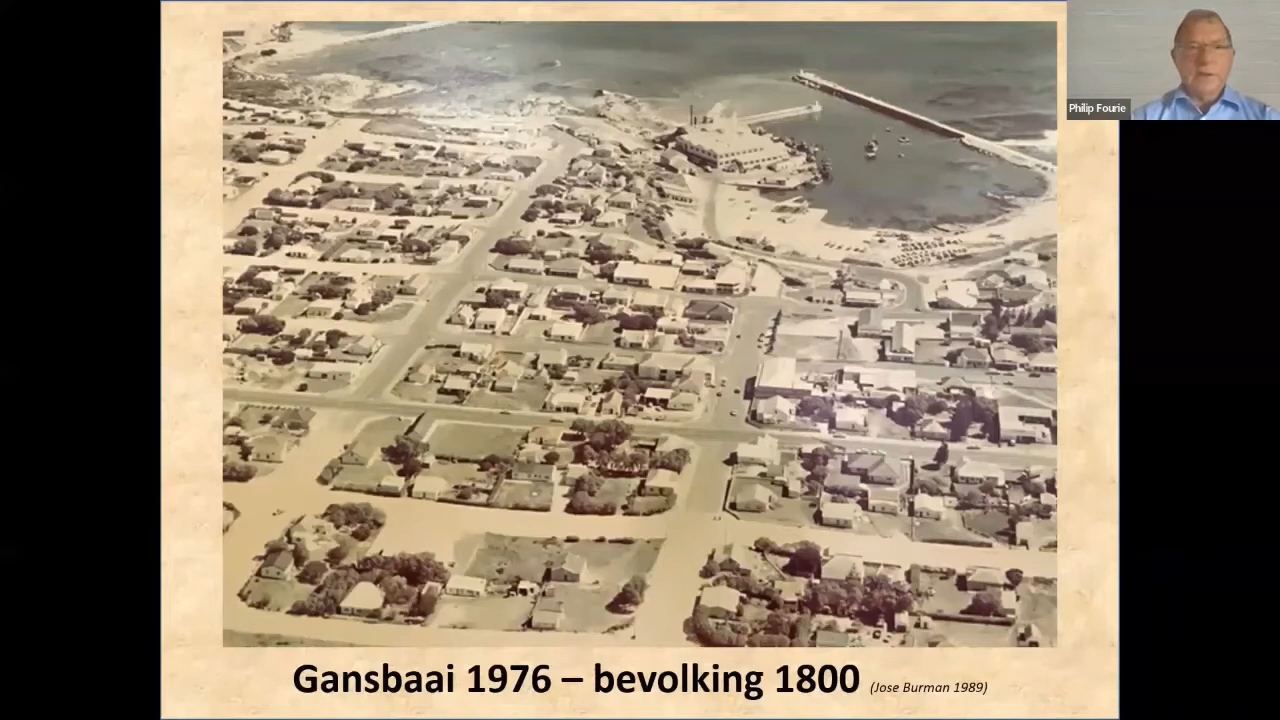 Philip Fourie
Gansbaai 1976 – bevolking 1800 (Jose Burman 1989)